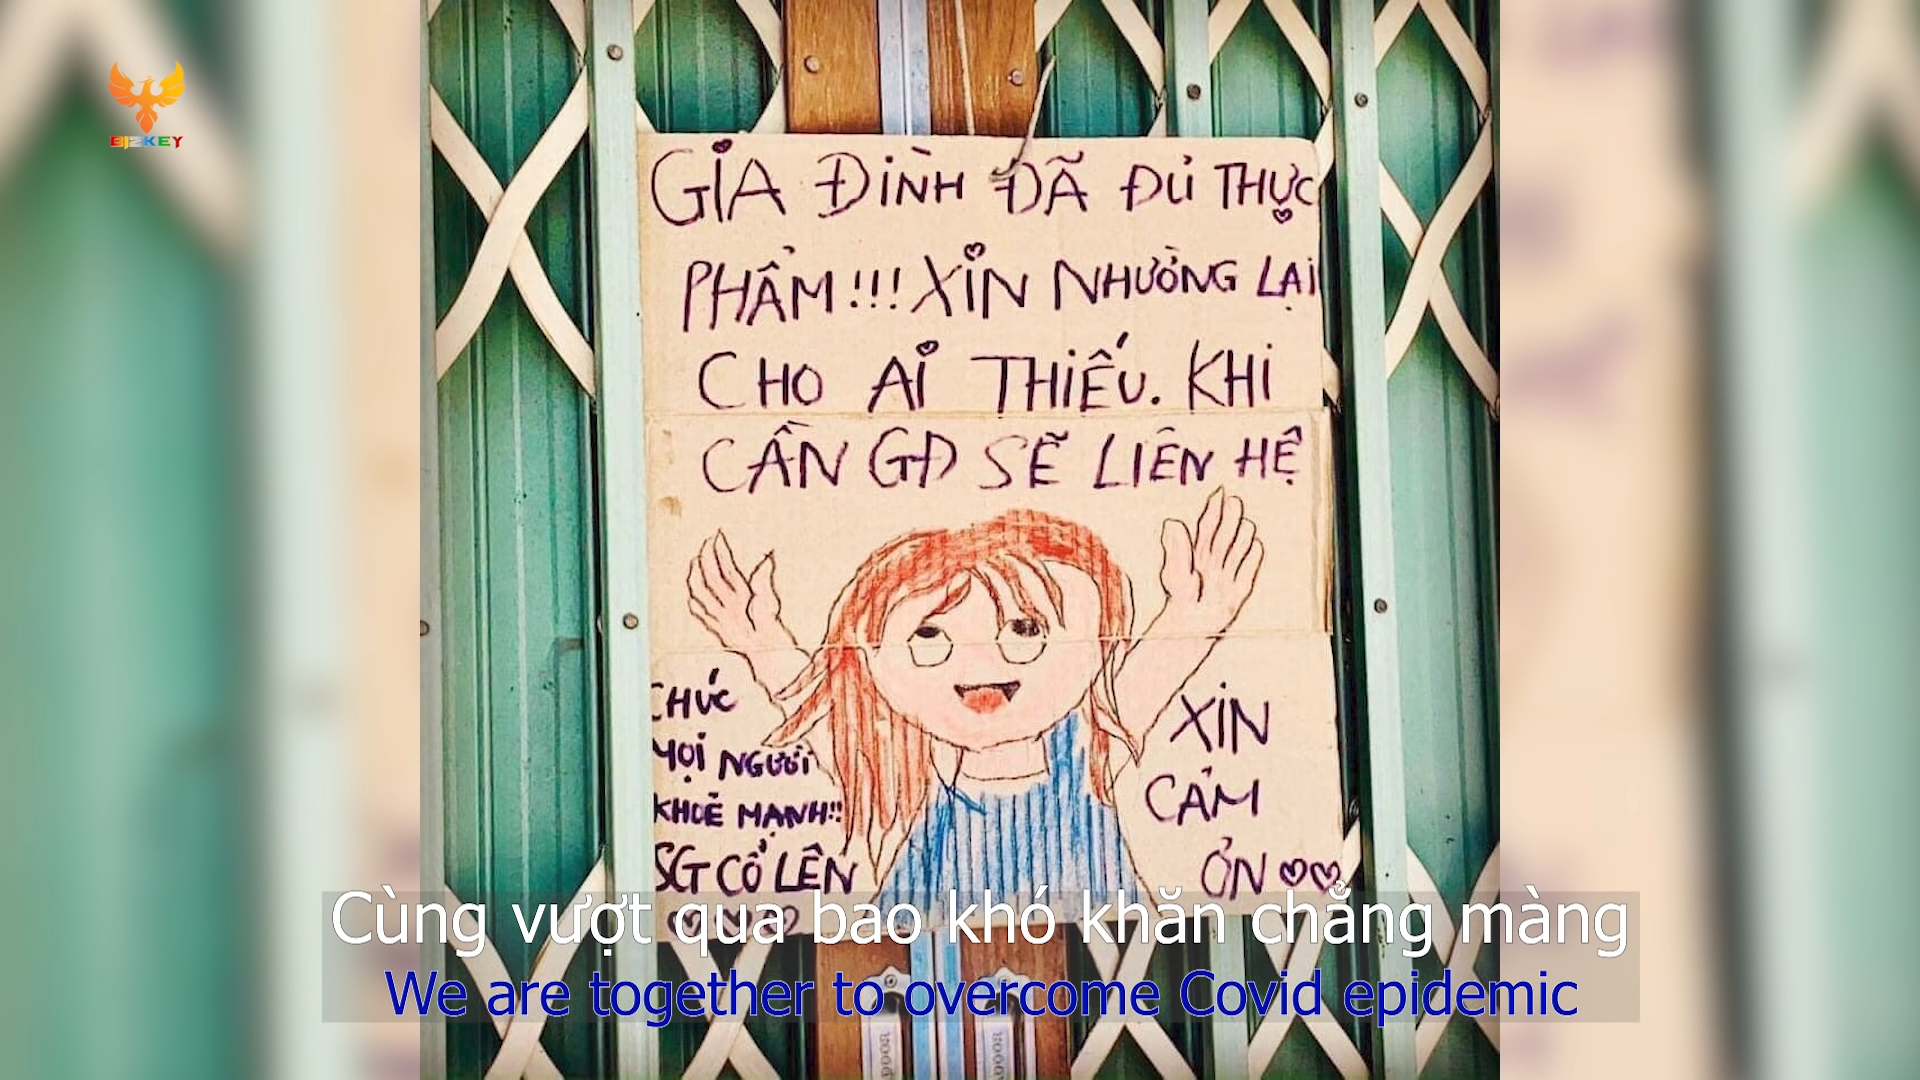 BIZKEY
GIA ĐÌNH ĐÃ ĐỦ THỰC
PHẨM!!! XIN NHƯỜNG LẠI
CHO AI THIẾU. KHI
CẦN GĐ SẼ LIÊN HỆ
CHÚC
MỌI NGƯỜI
KHOẺ MẠNH!!
SG CỐ LÊN
XIN
CẢM
ƠN
Cùng vượt qua bao khó khăn chẳng màng
We are together to overcome Covid epidemic